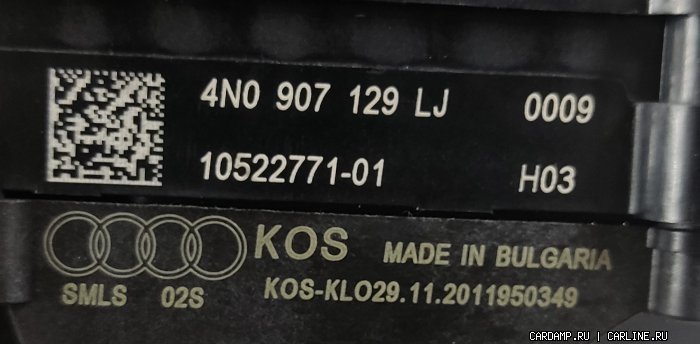 4N0 907 129 LJ 0009
10522771-01 H03
KOS MADE IN BULGARIA
SMLS 02S KOS-KLO29.11.2011950349
CARDAMP.RU | CARLINE.RU